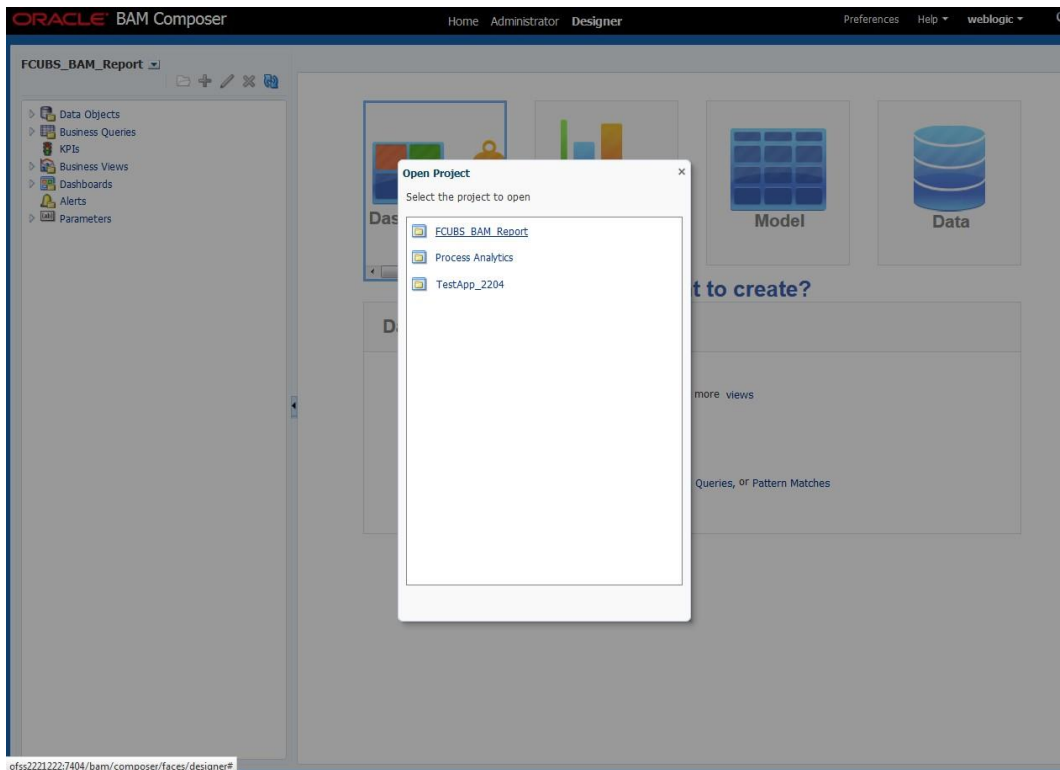 ORACLE BAM Composer
Home Administrator Designer
Preferences Help weblogic
FCUBS_BAM_Report
Data Objects
Business Queries
KPIs
Business Views
Dashboards
Alerts
Parameters
Das
Model
Data
Open Project
Select the project to open
FCUBS_BAM_Report
Process Analytics
TestApp_2204
t to create?
D
more views
Queries, or Pattern Matches
ofss2221222:7404/bam/composer/faces/designer#